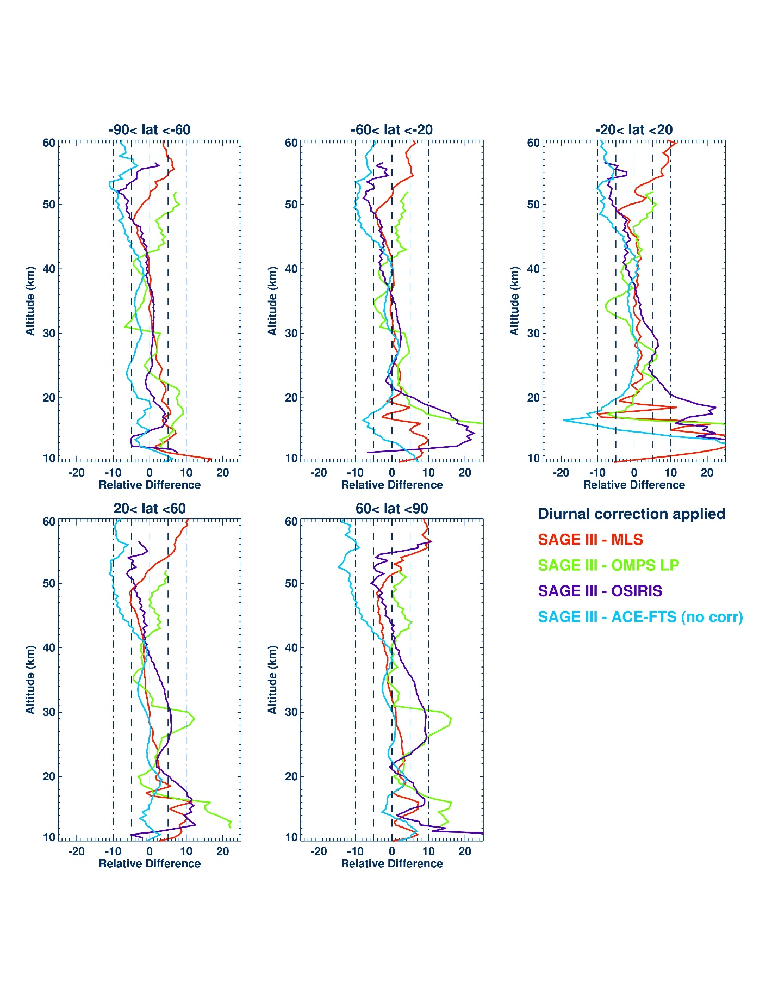 -90< lat <-60
-60< lat <-20
-20< lat <20
60
50
40
30
20
10
Altitude (km)
-20 -10 0 10 20
Relative Difference
60
50
40
30
20
10
Altitude (km)
-20 -10 0 10 20
Relative Difference
60
50
40
30
20
10
Altitude (km)
-20 -10 0 10 20
Relative Difference
20< lat <60
60< lat <90
60
50
40
30
20
10
Altitude (km)
-20 -10 0 10 20
Relative Difference
60
50
40
30
20
10
Altitude (km)
-20 -10 0 10 20
Relative Difference
Diurnal correction applied
SAGE III - MLS
SAGE III - OMPS LP
SAGE III - OSIRIS
SAGE III - ACE-FTS (no corr)